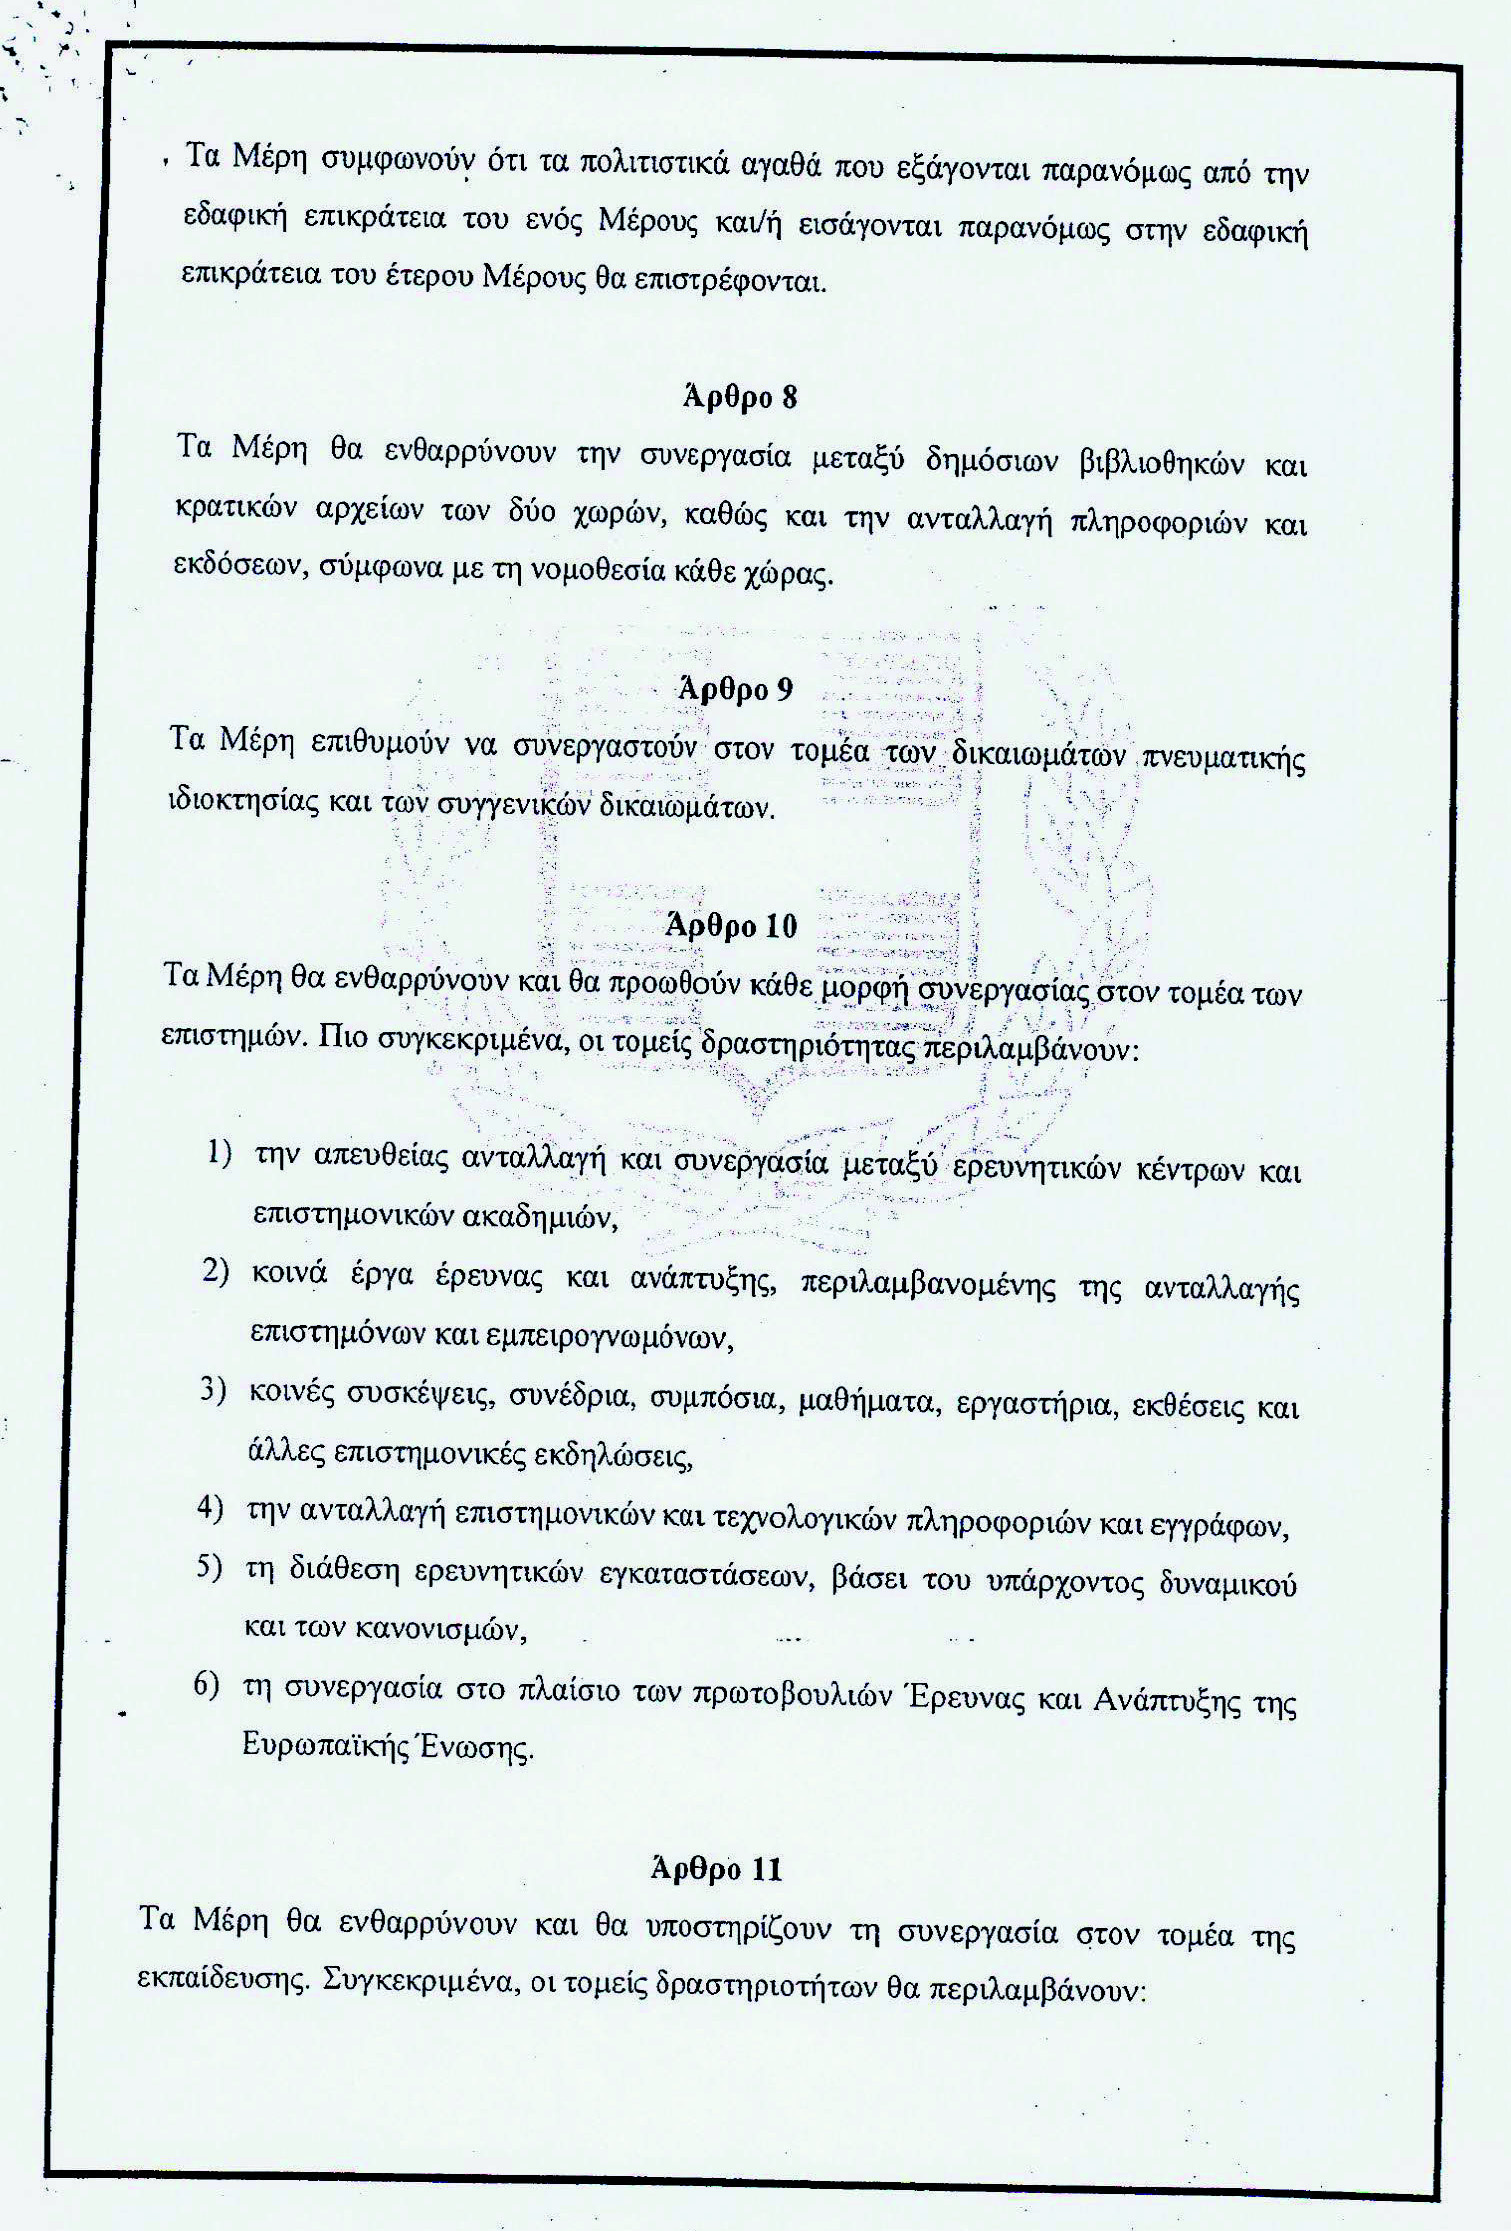 Τα Μέρη συμφωνούν ότι τα πολιτιστικά αγαθά που εξάγονται παρανόμως από την
εδαφική επικράτεια του ενός Μέρους και/ή εισάγονται παρανόμως στην εδαφική
επικράτεια του έτερου Μέρους θα επιστρέφονται.
Άρθρο 8
Τα Μέρη θα ενθαρρύνουν την συνεργασία μεταξύ δημόσιων βιβλιοθηκών και
κρατικών αρχείων των δύο χωρών, καθώς και την ανταλλαγή πληροφοριών και
εκδόσεων, σύμφωνα με τη νομοθεσία κάθε χώρας.
Άρθρο 9
Τα Μέρη επιθυμούν να συνεργαστούν στον τομέα των δικαιωμάτων πνευματικής
ιδιοκτησίας και των συγγενικών δικαιωμάτων.
Άρθρο 10
Τα Μέρη θα ενθαρρύνουν και θα προωθούν κάθε μορφή συνεργασίας στον τομέα των
επιστημών. Πιο συγκεκριμένα, οι τομείς δραστηριότητας περιλαμβάνουν:
1) την απευθείας ανταλλαγή και συνεργασία μεταξύ ερευνητικών κέντρων και
επιστημονικών ακαδημιών,
2) κοινά έργα έρευνας και ανάπτυξης, περιλαμβανομένης της ανταλλαγής
επιστημόνων και εμπειρογνωμόνων,
3) κοινές συσκέψεις, συνέδρια, συμπόσια, μαθήματα, εργαστήρια, εκθέσεις και
άλλες επιστημονικές εκδηλώσεις,
4) την ανταλλαγή επιστημονικών και τεχνολογικών πληροφοριών και εγγράφων,
5) τη διάθεση ερευνητικών εγκαταστάσεων, βάσει του υπάρχοντος δυναμικού
και των κανονισμών,
6) τη συνεργασία στο πλαίσιο των πρωτοβουλιών Έρευνας και Ανάπτυξης της
Ευρωπαϊκής Ένωσης.
Άρθρο 11
Τα Μέρη θα ενθαρρύνουν και θα υποστηρίζουν τη συνεργασία στον τομέα της
εκπαίδευσης. Συγκεκριμένα, οι τομείς δραστηριοτήτων θα περιλαμβάνουν: